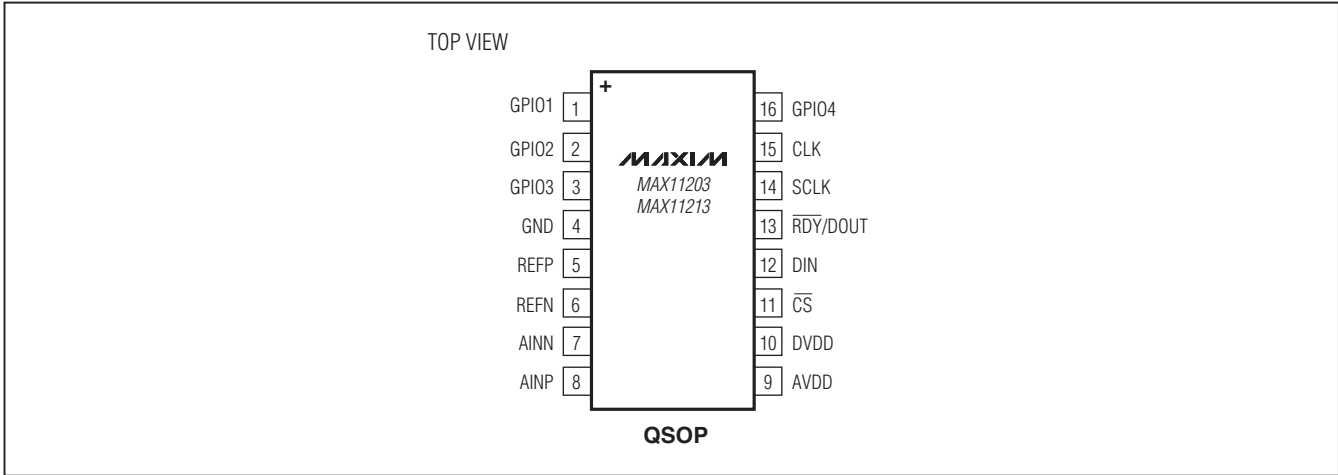 TOP VIEW
+
GPIO1 1
16 GPIO4
GPIO2 2
15 CLK
MAXIM
GPIO3 3
MAX11203
14 SCLK
MAX11213
GND 4
13 RDY/DOUT
REFP 5
12 DIN
REFN 6
11 CS
AINN 7
10 DVDD
AINP 8
9 AVDD
QSOP